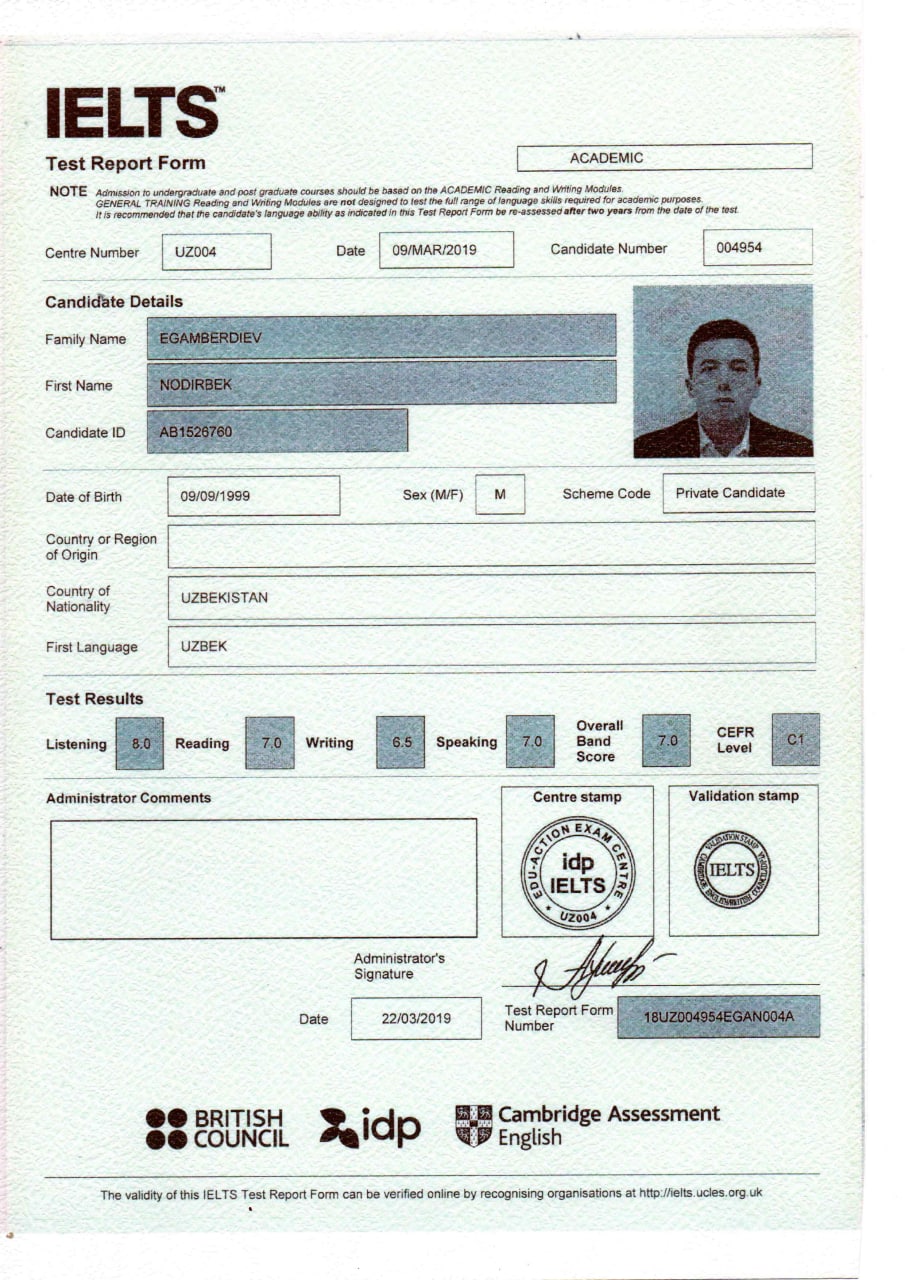 IELTS™
Test Report Form
ACADEMIC
NOTE Admission to undergraduate and post graduate courses should be based on the ACADEMIC Reading and Writing Modules.
GENERAL TRAINING Reading and Writing Modules are not designed to test the full range of language skills required for academic purposes.
It is recommended that the candidate's language ability as indicated in this Test Report Form be re-assessed after two years from the date of the test.
Centre Number UZ004 Date 09/MAR/2019 Candidate Number 004954
Candidate Details
Family Name EGAMBERDIEV
First Name NODIRBEK
Candidate ID AB1526760
Date of Birth 09/09/1999 Sex (M/F) M Scheme Code Private Candidate
Country or Region
of Origin
Country of
Nationality
UZBEKISTAN
First Language UZBEK
Test Results
Listening 8.0 Reading 7.0 Writing 6.5 Speaking 7.0 Overall Band Score 7.0 CEFR Level C1
Administrator Comments
Centre stamp
Validation stamp
EDU-ACTION EXAM CENTRE
idp
IELTS
* UZ004 *
VALIDATION STAMP
IELTS
Administrator's
Signature
Date 22/03/2019
Test Report Form
Number
18UZ004954EGAN004A
BRITISH
COUNCIL
idp
Cambridge Assessment
English
The validity of this IELTS Test Report Form can be verified online by recognising organisations at http://ielts.ucles.org.uk